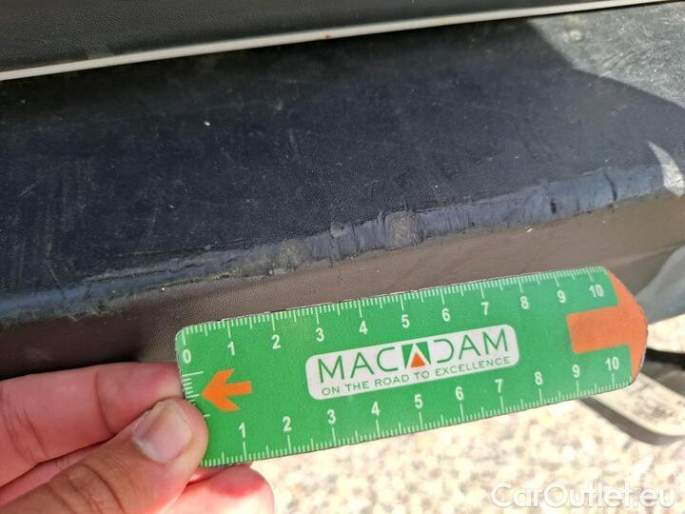 0 1 2 3 4 5 6 7 8 9 10
MACADAM
ON THE ROAD TO EXCELLENCE
1 2 3 4 5 6 7 8 9 10
CarOutlet.eu